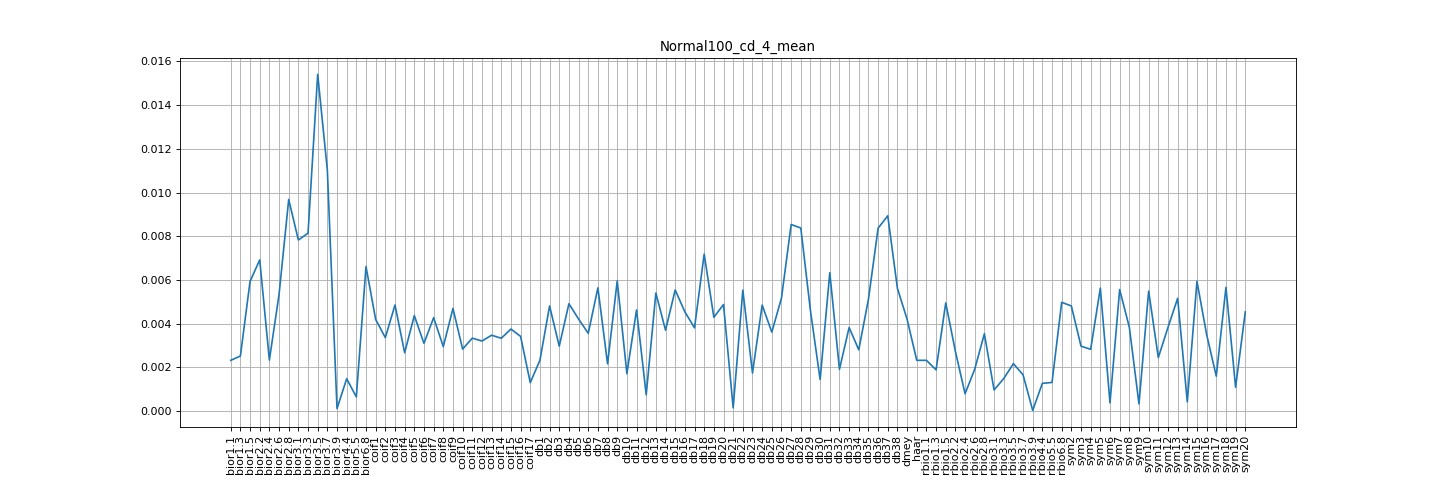 Normal100_cd_4_mean
0.016
0.014
0.012
0.010
0.008
0.006
0.004
0.002
0.000
bior1.1
bior1.3
bior1.5
bior2.2
bior2.4
bior2.6
bior2.8
bior3.1
bior3.3
bior3.5
bior3.7
bior3.9
bior4.4
bior5.5
bior6.8
coif1
coif2
coif3
coif4
coif5
coif6
coif7
coif8
coif9
coif10
coif11
coif12
coif13
coif14
coif15
coif16
coif17
db1
db2
db3
db4
db5
db6
db7
db8
db9
db10
db11
db12
db13
db14
db15
db16
db17
db18
db19
db20
db21
db22
db23
db24
db25
db26
db27
db28
db29
db30
db31
db32
db33
db34
db35
db36
db37
db38
dmey
haar
rbio1.1
rbio1.3
rbio1.5
rbio2.2
rbio2.4
rbio2.6
rbio2.8
rbio3.1
rbio3.3
rbio3.5
rbio3.7
rbio3.9
rbio4.4
rbio5.5
rbio6.8
sym2
sym3
sym4
sym5
sym6
sym7
sym8
sym9
sym10
sym11
sym12
sym13
sym14
sym15
sym16
sym17
sym18
sym19
sym20